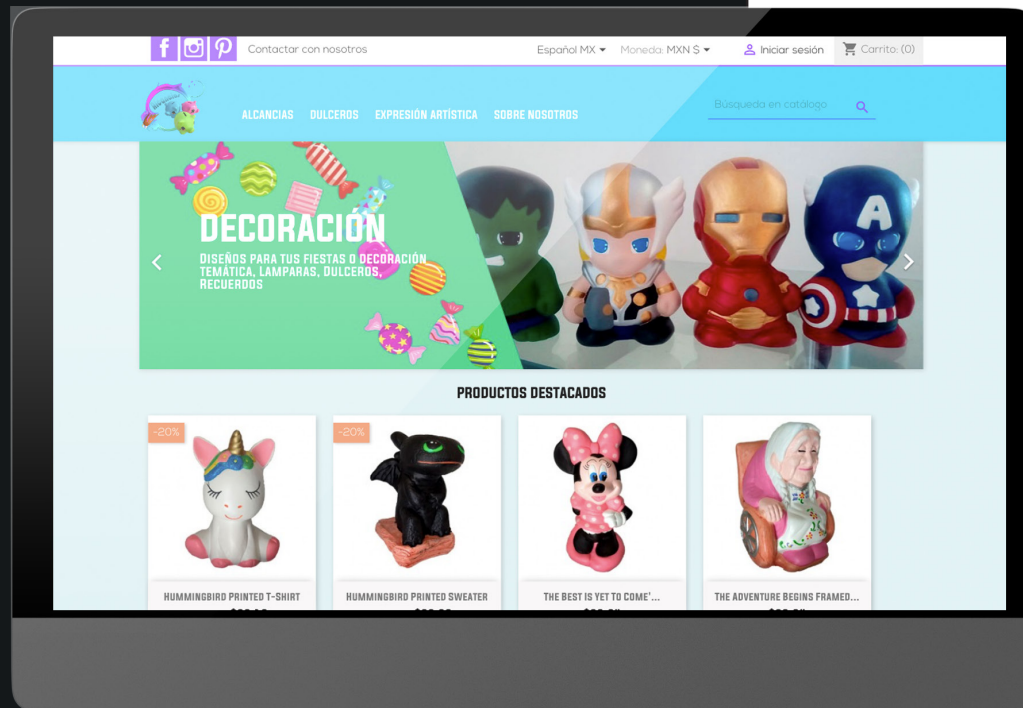 f
Contactar con nosotros
Español MX
Moneda: MXN $
Iniciar sesión
Carrito: (0)
ALCANCIAS
DULCEROS
EXPRESIÓN ARTÍSTICA
SOBRE NOSOTROS
Búsqueda en catálogo
DECORACIÓN
DISEÑOS PARA TUS FIESTAS O DECORACIÓN
TEMÁTICA, LAMPARAS, DULCEROS,
RECUERDOS
A
PRODUCTOS DESTACADOS
-20%
-20%
HUMMINGBIRD PRINTED T-SHIRT
HUMMINGBIRD PRINTED SWEATER
THE BEST IS YET TO COME'...
THE ADVENTURE BEGINS FRAMED...